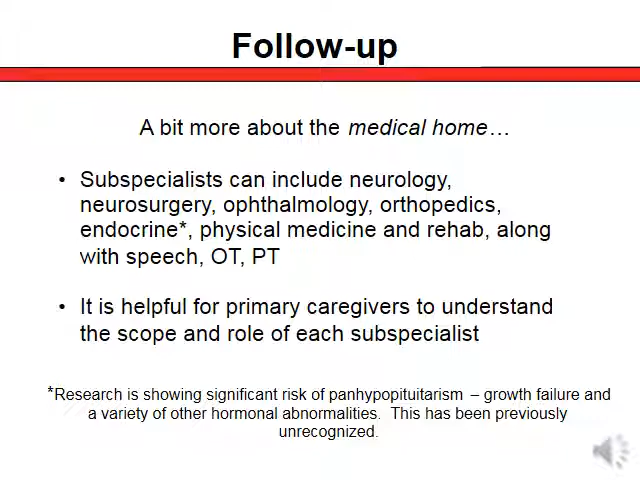 Follow-up
A bit more about the medical home…
• Subspecialists can include neurology,
neurosurgery, ophthalmology, orthopedics,
endocrine*, physical medicine and rehab, along
with speech, OT, PT
• It is helpful for primary caregivers to understand
the scope and role of each subspecialist
*Research is showing significant risk of panhypopituitarism – growth failure and
a variety of other hormonal abnormalities. This has been previously
unrecognized.